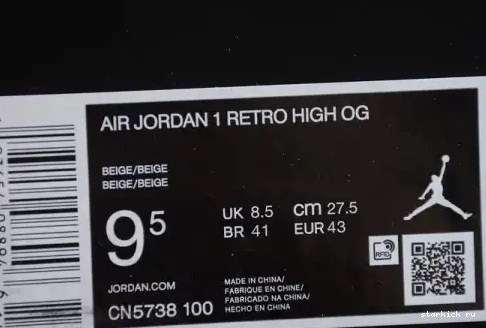 AIR JORDAN 1 RETRO HIGH OG
BEIGE/BEIGE
BEIGE/BEIGE
9⁵
UK 8.5 cm 27.5
BR 41 EUR 43
RFID
JORDAN.COM
CN5738 100
MADE IN CHINA/
FABRIQUE EN CHINE/
FABRICADO NA CHINA/
HECHO EN CHINA
starkick ru